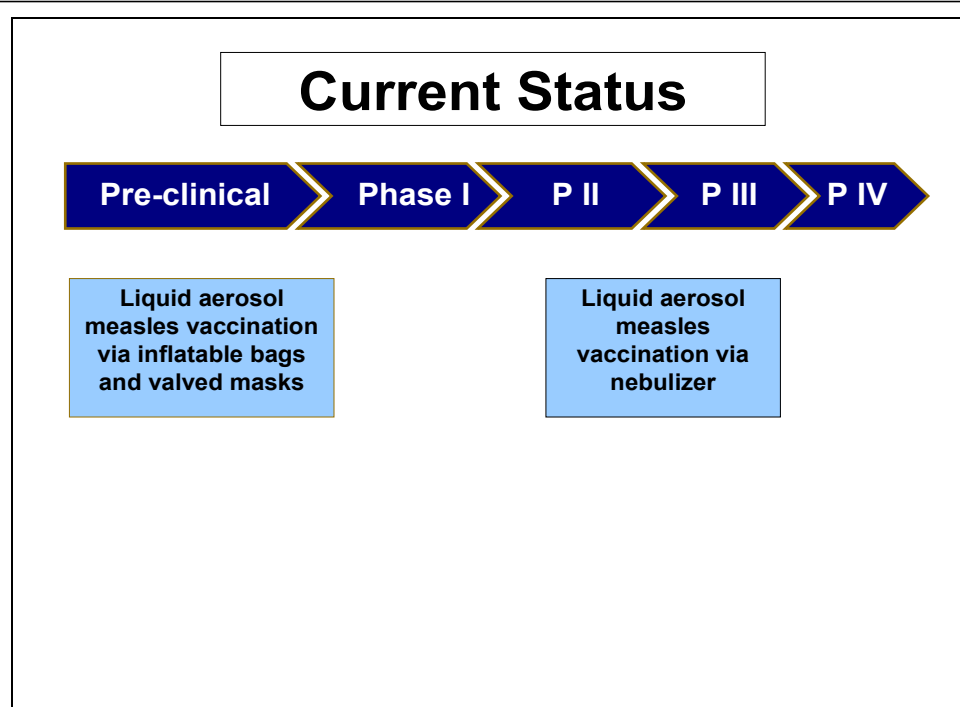 Current Status
Pre-clinical
Phase I
P II
P III
P IV
Liquid aerosol
measles vaccination
via inflatable bags
and valved masks
Liquid aerosol
measles
vaccination via
nebulizer